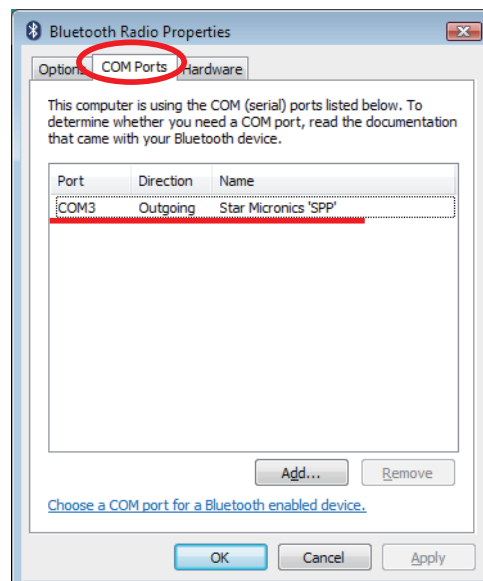 Bluetooth Radio Properties
Options COM Ports Hardware
This computer is using the COM (serial) ports listed below. To
determine whether you need a COM port, read the documentation
that came with your Bluetooth device.
Port Direction Name
COM3 Outgoing Star Micronics 'SPP'
Add... Remove
Choose a COM port for a Bluetooth enabled device.
OK Cancel Apply